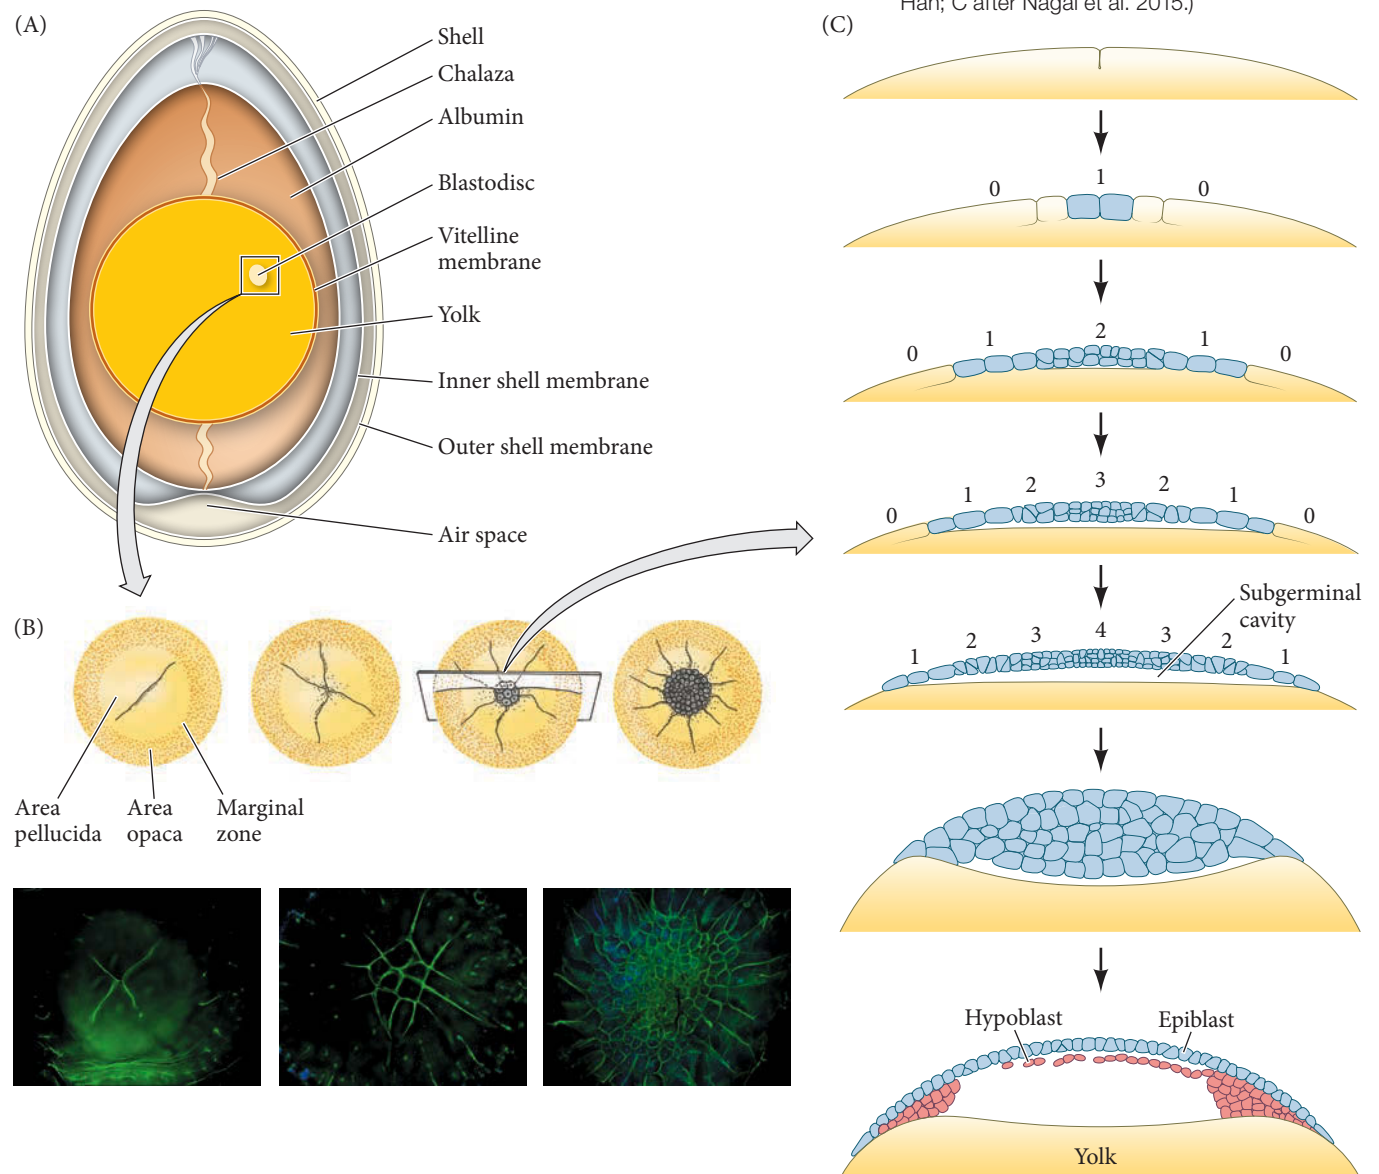 Han; C after Nagai et al. 2015.)
(A)
Shell
Chalaza
Albumin
Blastodisc
Vitelline
membrane
Yolk
Inner shell membrane
Outer shell membrane
Air space
(B)
Area
pellucida
Area
opaca
Marginal
zone
(C)
0 1 0
0 1 2 1 0
0 1 2 3 2 1 0
Subgerminal
cavity
1 2 3 4 3 2 1
Hypoblast
Epiblast
Yolk